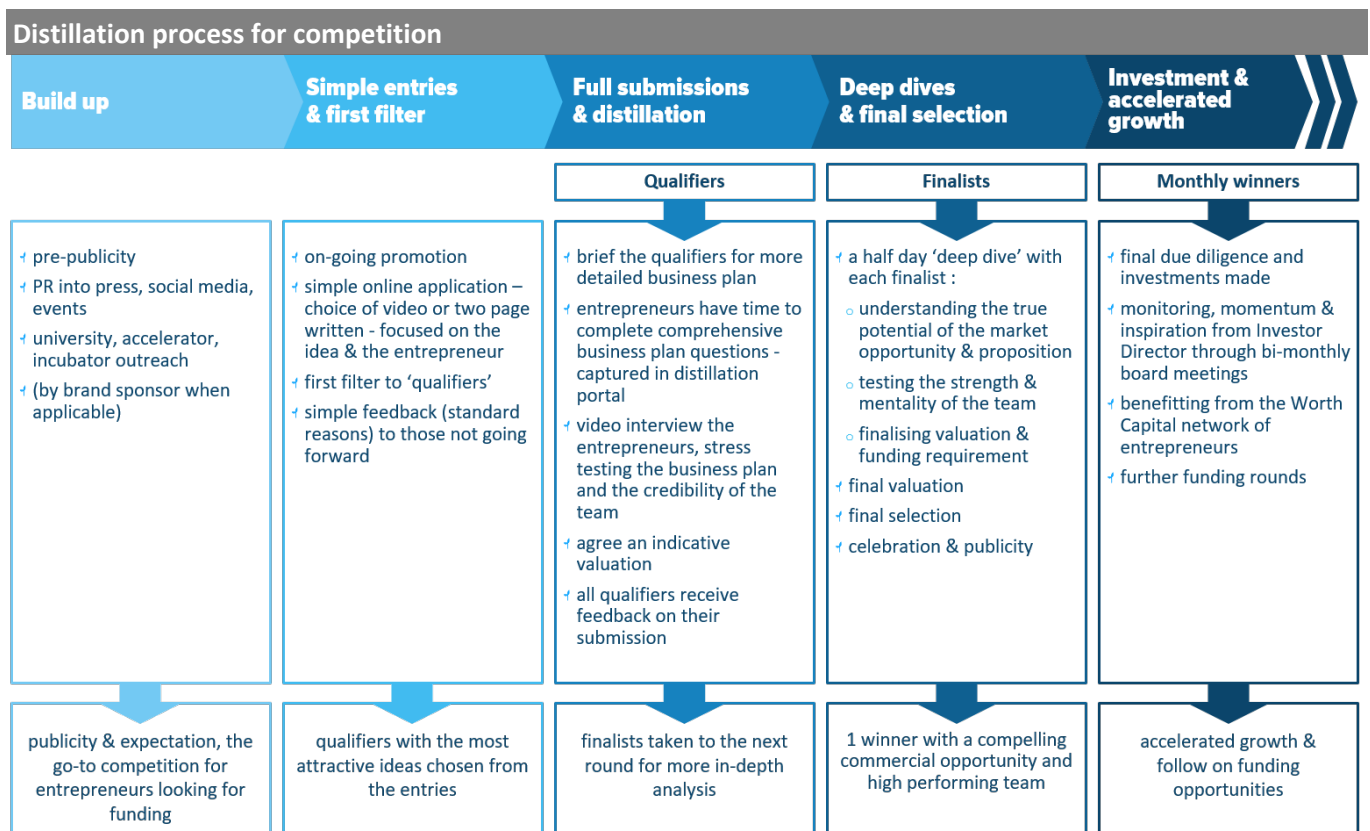 Distillation process for competition
Build up
Simple entries
& first filter
Full submissions
& distillation
Deep dives
& final selection
Investment &
accelerated
growth
Qualifiers
Finalists
Monthly winners
pre-publicity
PR into press, social media,
events
university, accelerator,
incubator outreach
(by brand sponsor when
applicable)
on-going promotion
simple online application –
choice of video or two page
written - focused on the
idea & the entrepreneur
first filter to ‘qualifiers’
simple feedback (standard
reasons) to those not going
forward
brief the qualifiers for more
detailed business plan
entrepreneurs have time to
complete comprehensive
business plan questions -
captured in distillation
portal
video interview the
entrepreneurs, stress
testing the business plan
and the credibility of the
team
agree an indicative
valuation
all qualifiers receive
feedback on their
submission
a half day ‘deep dive’ with
each finalist :
understanding the true
potential of the market
opportunity & proposition
testing the strength &
mentality of the team
finalising valuation &
funding requirement
final valuation
final selection
celebration & publicity
final due diligence and
investments made
monitoring, momentum &
inspiration from Investor
Director through bi-monthly
board meetings
benefitting from the Worth
Capital network of
entrepreneurs
further funding rounds
publicity & expectation, the
go-to competition for
entrepreneurs looking for
funding
qualifiers with the most
attractive ideas chosen from
the entries
finalists taken to the next
round for more in-depth
analysis
1 winner with a compelling
commercial opportunity and
high performing team
accelerated growth &
follow on funding
opportunities